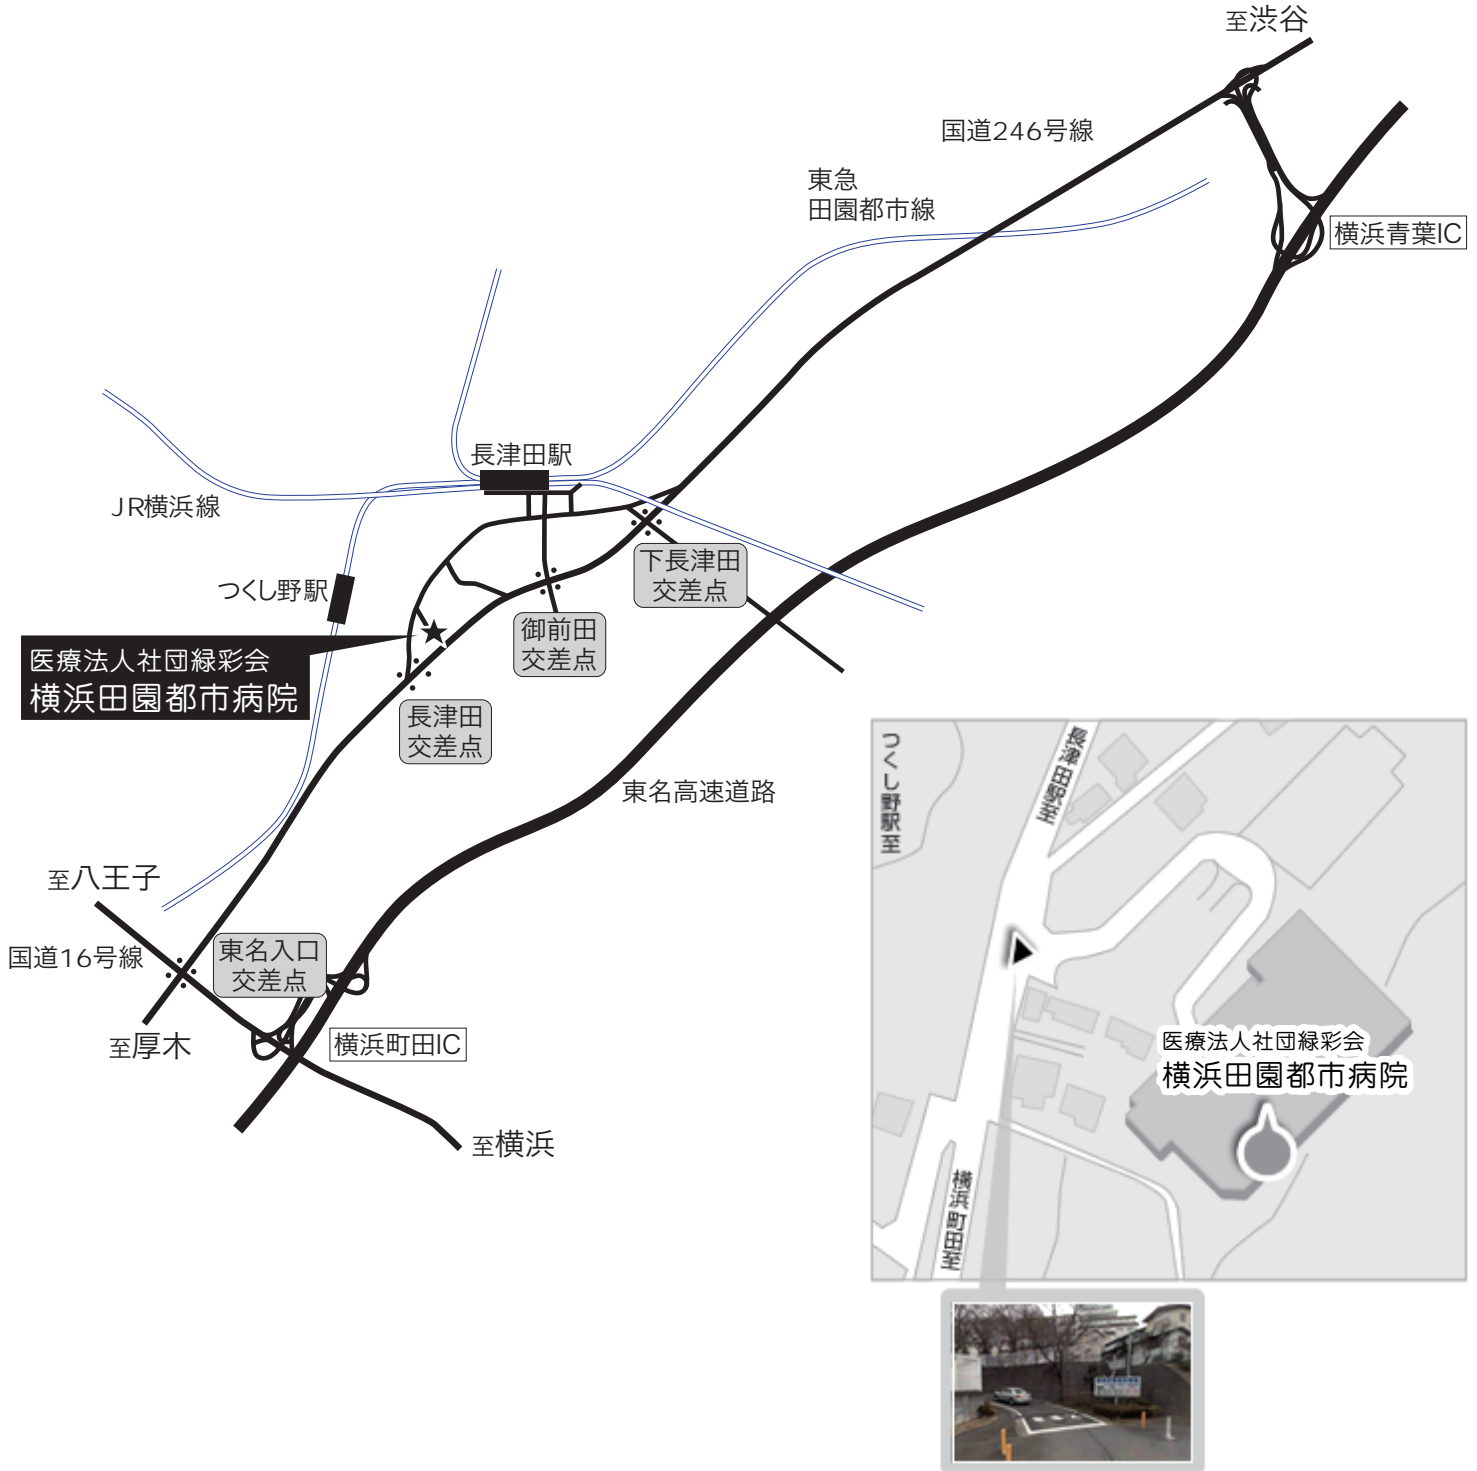 至渋谷
国道246号線
東急
田園都市線
横浜青葉IC
長津田駅
JR横浜線
下長津田
交差点
つくし野駅
御前田
交差点
医療法人社団緑彩会
横浜田園都市病院
長津田
交差点
東名高速道路
至八王子
国道16号線
東名入口
交差点
至厚木
横浜町田IC
至横浜
つくし野駅至
長津田駅至
医療法人社団緑彩会
横浜田園都市病院
横浜町田至